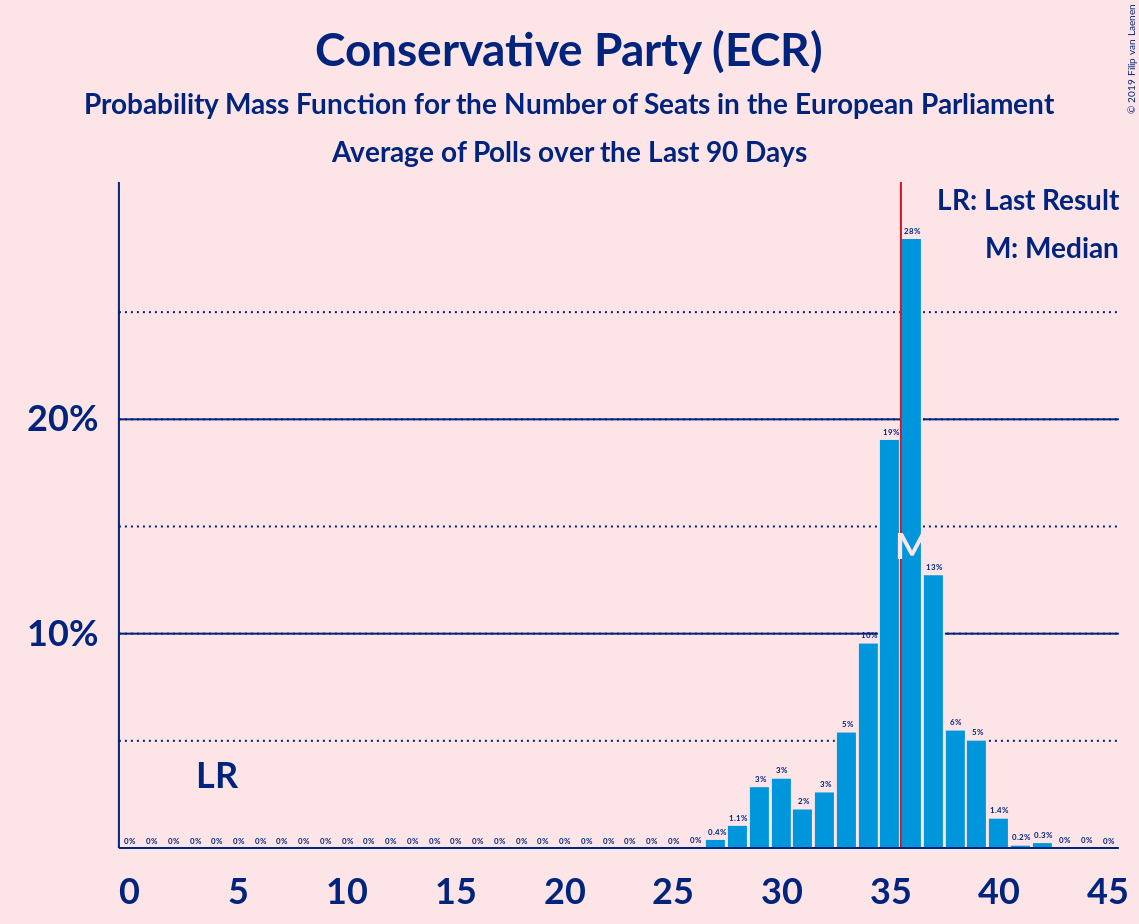 Conservative Party (ECR)
Probability Mass Function for the Number of Seats in the European Parliament
Average of Polls over the Last 90 Days
© 2019 Filip van Laenen
LR: Last Result
M: Median
28%
20%
19%
M
13%
10%
10%
6%
5%
5%
LR
3%
3%
3%
2%
1.4%
1.1%
0.4%
0.2%
0.3%
0% 0% 0% 0% 0% 0% 0% 0% 0% 0% 0% 0% 0% 0% 0% 0% 0% 0% 0% 0% 0% 0% 0% 0% 0% 0% 0% 0% 0% 0%
0 5 10 15 20 25 30 35 40 45